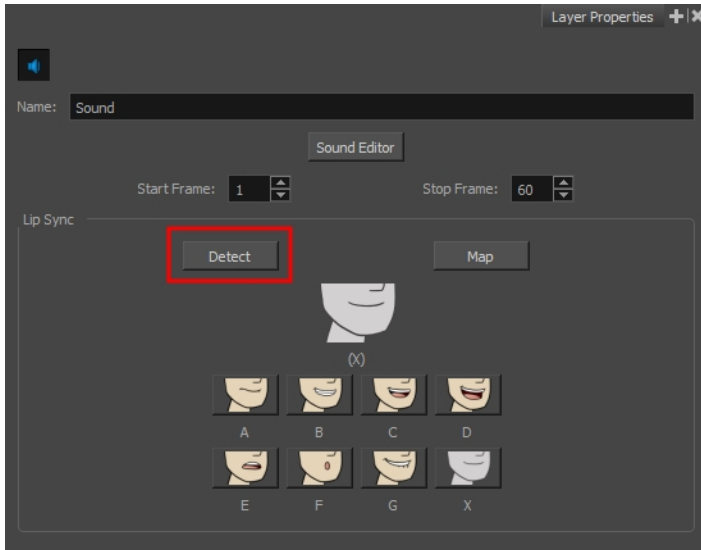 Layer Properties
Name: Sound
Sound Editor
Start Frame: 1 Stop Frame: 60
Lip Sync
Detect Map
(X)
A B C D
E F G X